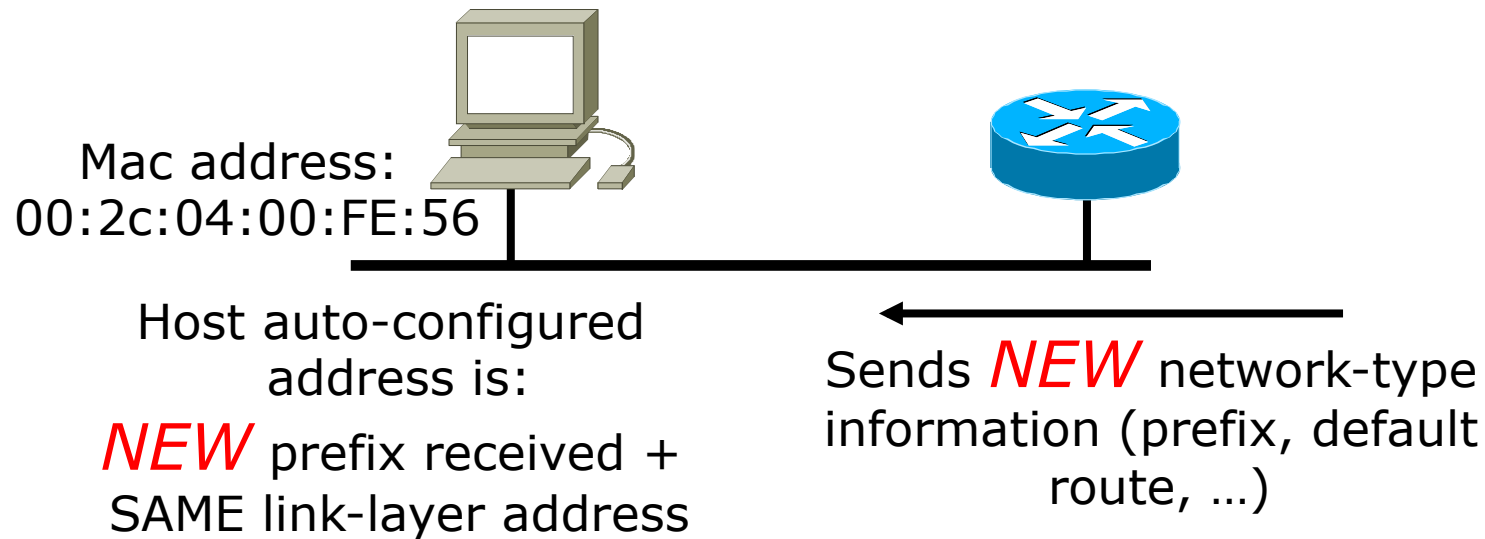 Mac address:
00:2c:04:00:FE:56
Host auto-configured
address is:
NEW prefix received +
SAME link-layer address
Sends NEW network-type
information (prefix, default
route, …)